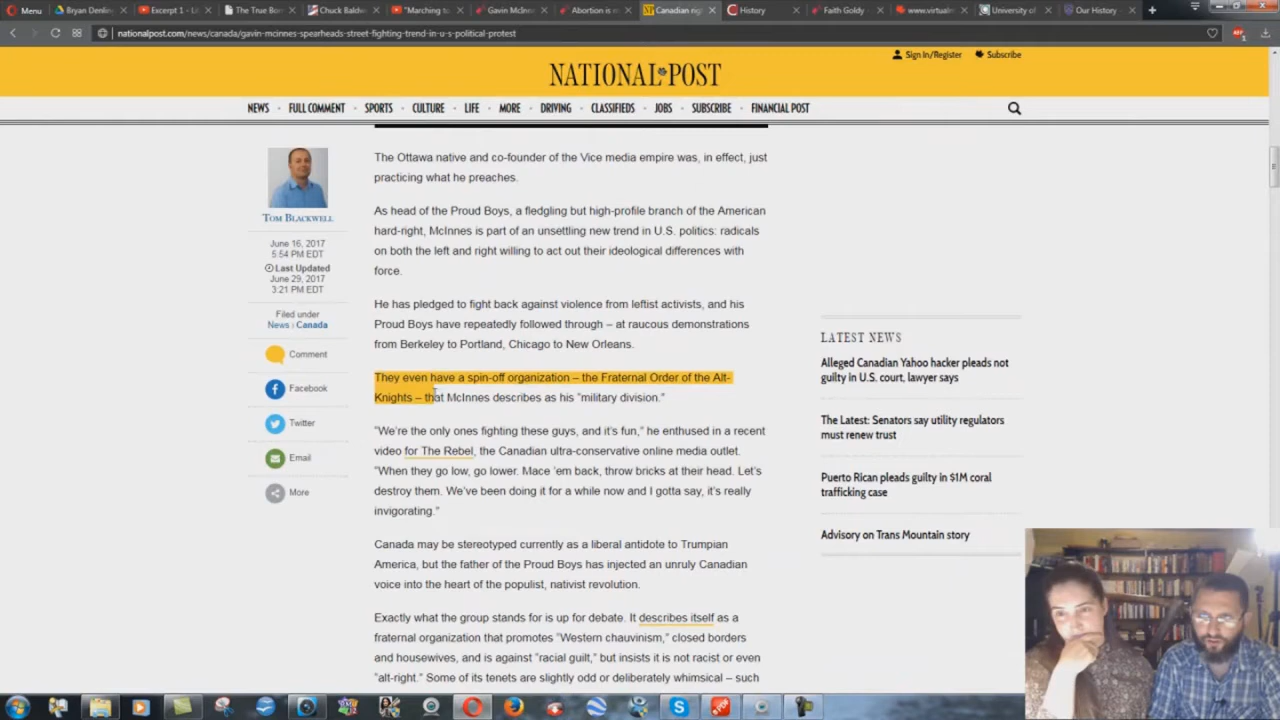 Menu
Bryan Denling
Excerpt 1 - Li
The True Bo
Chuck Baldw
"Marching to
Gavin McInn
Abortion is m
Canadian rig
History
Faith Goldy
www.virtualm
University of
Our History
nationalpost.com/news/canada/gavin-mcinnes-spearheads-street-fighting-trend-in-u-s-political-protest
Sign In/Register
Subscribe
NATIONAL POST
NEWS
FULL COMMENT
SPORTS
CULTURE
LIFE
MORE
DRIVING
CLASSIFIEDS
JOBS
SUBSCRIBE
FINANCIAL POST
TOM BLACKWELL
June 16, 2017
5:54 PM EDT
Last Updated
June 29, 2017
3:21 PM EDT
Filed under
News | Canada
Comment
Facebook
Twitter
Email
More
The Ottawa native and co-founder of the Vice media empire was, in effect, just
practicing what he preaches.
As head of the Proud Boys, a fledgling but high-profile branch of the American
hard-right, McInnes is part of an unsettling new trend in U.S. politics: radicals
on both the left and right willing to act out their ideological differences with
force.
He has pledged to fight back against violence from leftist activists, and his
Proud Boys have repeatedly followed through – at raucous demonstrations
from Berkeley to Portland, Chicago to New Orleans.
They even have a spin-off organization – the Fraternal Order of the Alt-
Knights – that McInnes describes as his "military division."
"We're the only ones fighting these guys, and it's fun," he enthused in a recent
video for The Rebel, the Canadian ultra-conservative online media outlet.
"When they go low, go lower. Mace 'em back, throw bricks at their head. Let's
destroy them. We've been doing it for a while now and I gotta say, it's really
invigorating."
Canada may be stereotyped currently as a liberal antidote to Trumpian
America, but the father of the Proud Boys has injected an unruly Canadian
voice into the heart of the populist, nativist revolution.
Exactly what the group stands for is up for debate. It describes itself as a
fraternal organization that promotes "Western chauvinism," closed borders
and housewives, and is against "racial guilt," but insists it is not racist or even
"alt-right." Some of its tenets are slightly odd or deliberately whimsical – such
LATEST NEWS
Alleged Canadian Yahoo hacker pleads not
guilty in U.S. court, lawyer says
The Latest: Senators say utility regulators
must renew trust
Puerto Rican pleads guilty in $1M coral
trafficking case
Advisory on Trans Mountain story